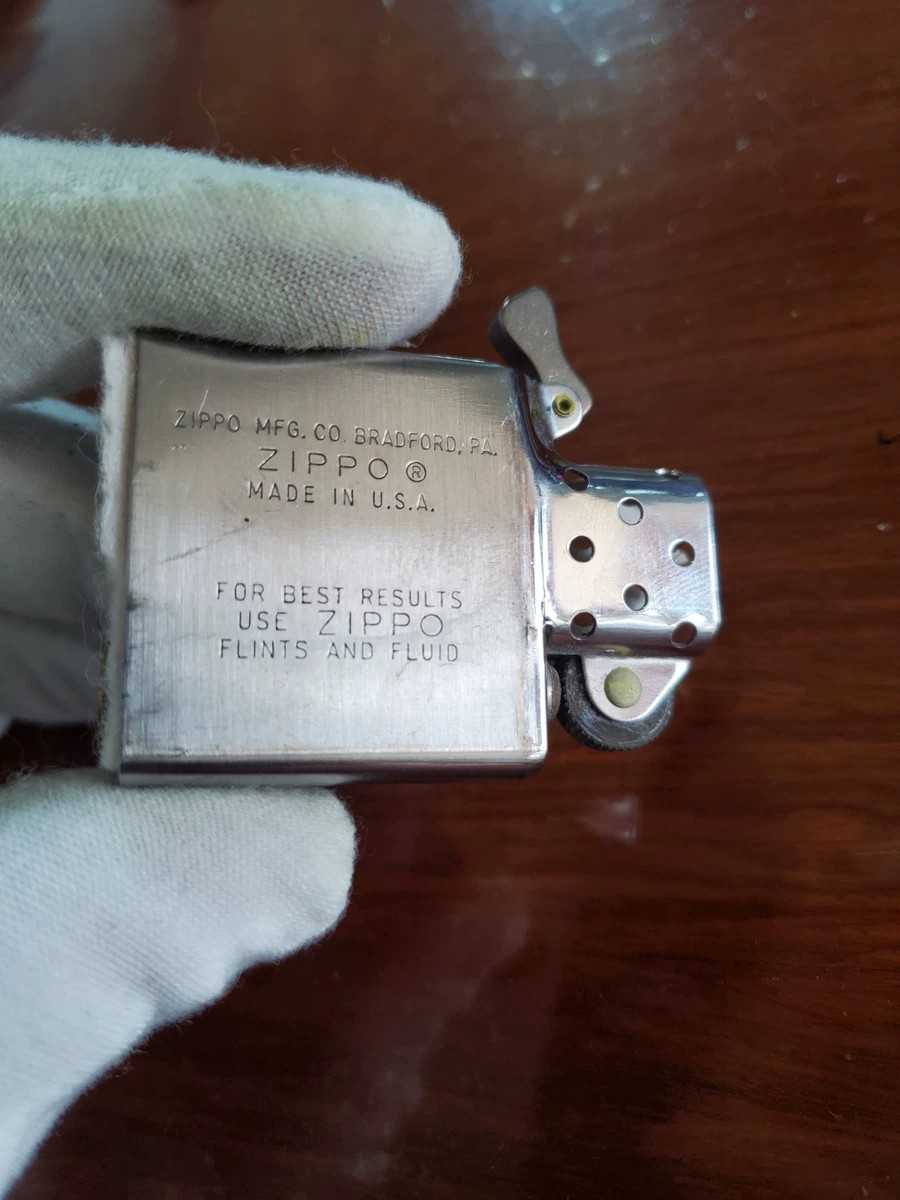 ZIPPO MFG. CO. BRADFORD, PA.
ZIPPO ®
MADE IN U.S.A.
FOR BEST RESULTS
USE ZIPPO
FLINTS AND FLUID